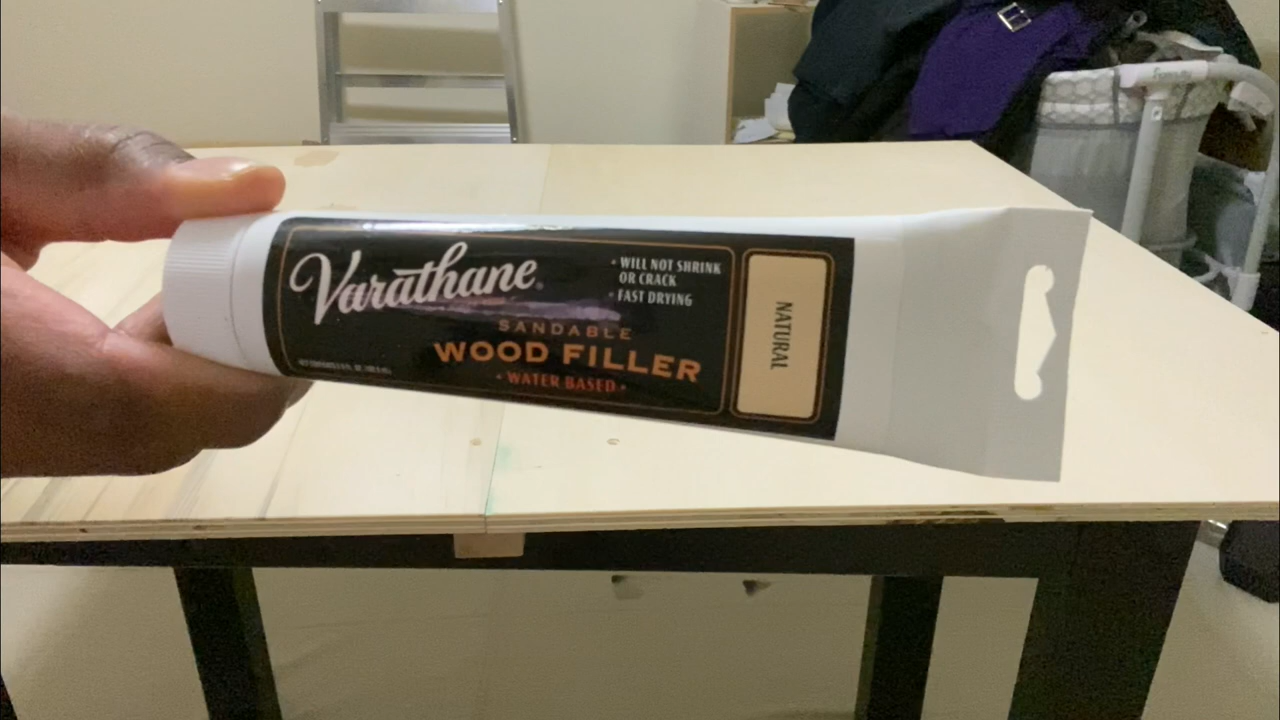 Varathane
• WILL NOT SHRINK
OR CRACK
• FAST DRYING
SANDABLE
WOOD FILLER
• WATER BASED •
NATURAL